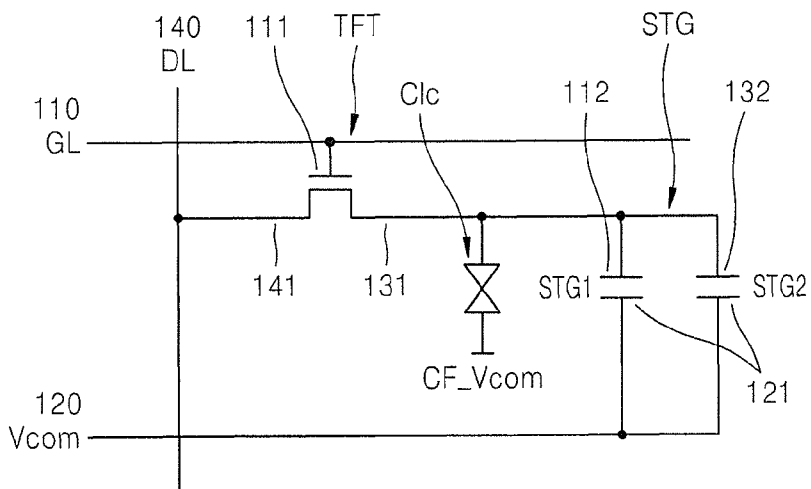 140
DL
111
TFT
STG
Clc
112
132
110
GL
141
131
STG1
STG2
CF_Vcom
121
120
Vcom